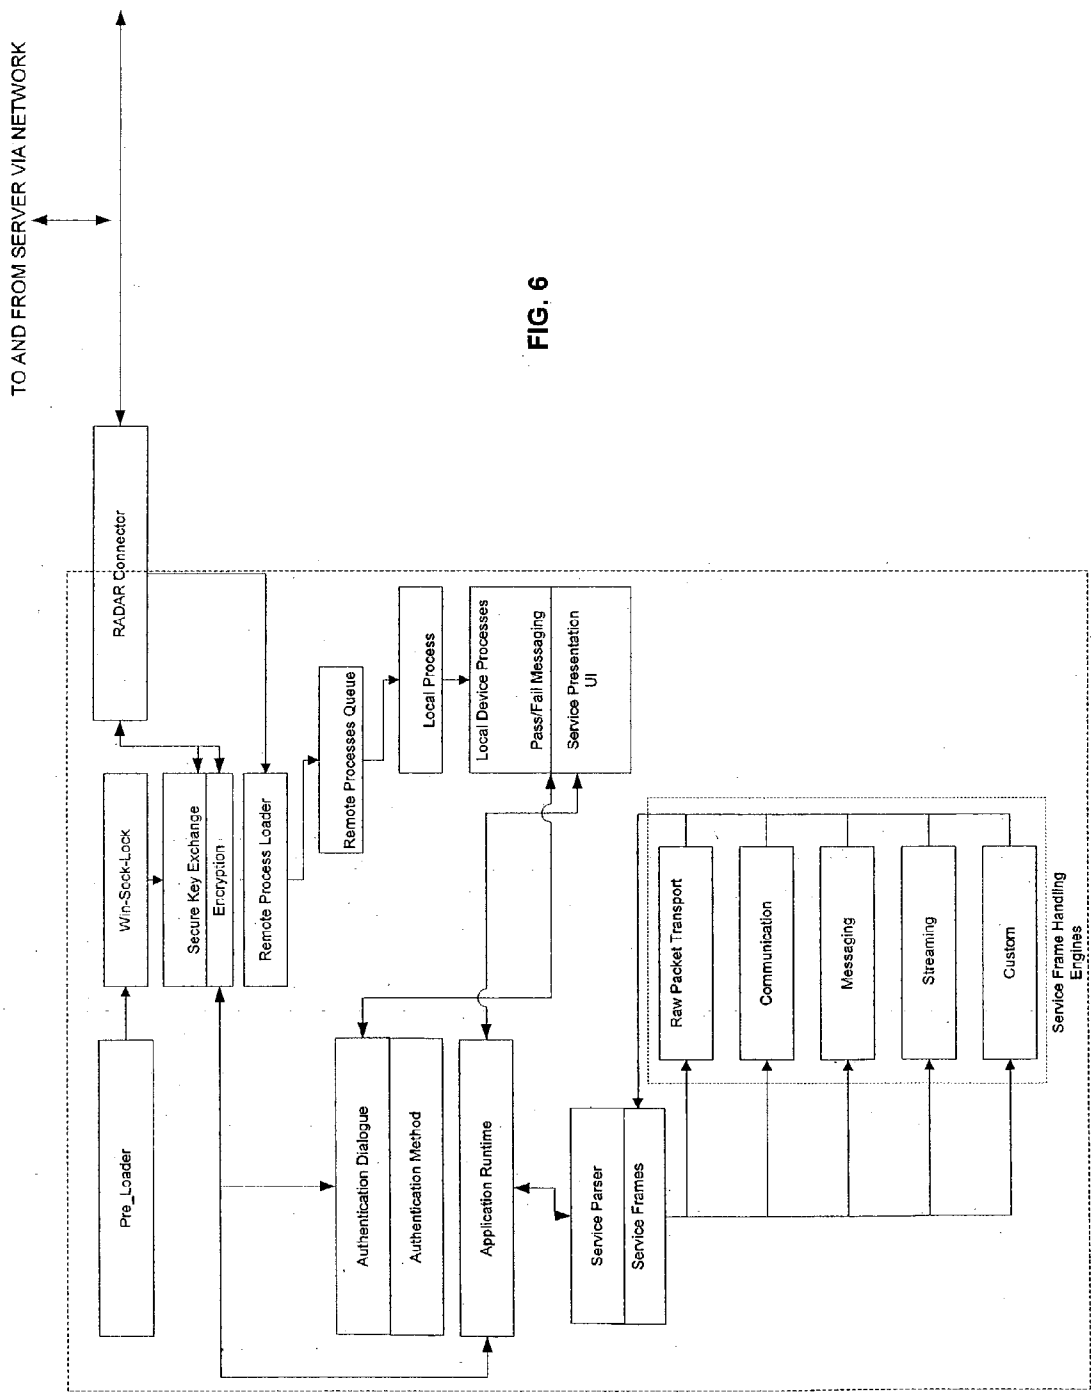 TO AND FROM SERVER VIA NETWORK
FIG. 6
RADAR Connector
Win-Sock-Lock
Secure Key Exchange
Encryption
Remote Process Loader
Remote Processes Queue
Local Process
Local Device Processes
Pass/Fail Messaging
Service Presentation
UI
Pre_Loader
Authentication Dialogue
Authentication Method
Application Runtime
Service Parser
Service Frames
Raw Packet Transport
Communication
Messaging
Streaming
Custom
Service Frame Handling
Engines